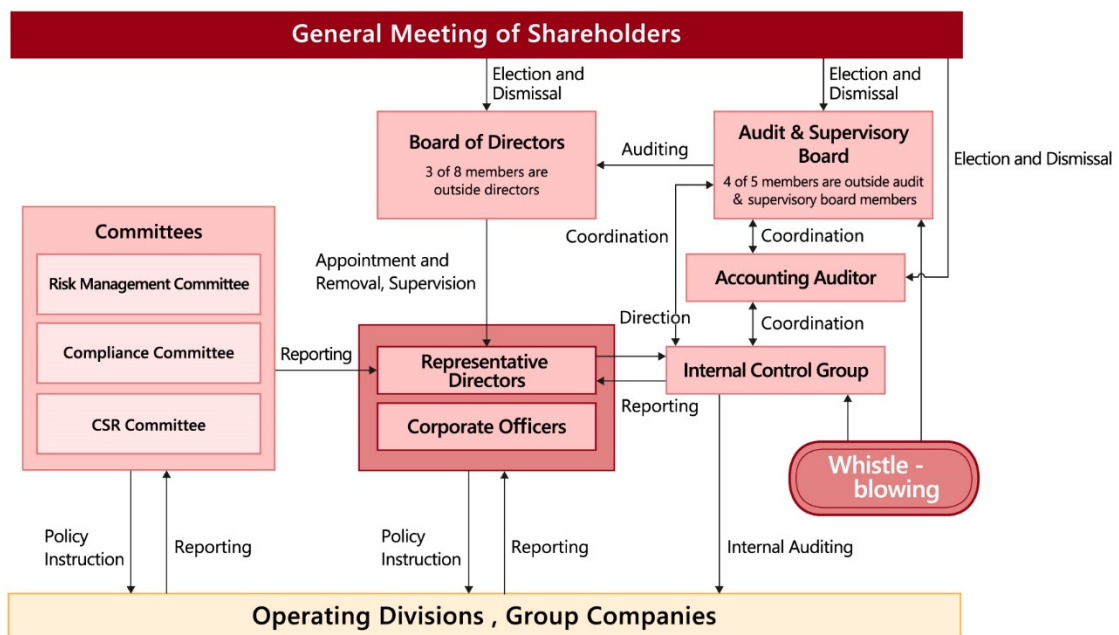 General Meeting of Shareholders
Election and
Dismissal
Election and
Dismissal
Election and Dismissal
Board of Directors
3 of 8 members are
outside directors
Auditing
Audit & Supervisory
Board
4 of 5 members are outside audit
& supervisory board members
Committees
Risk Management Committee
Compliance Committee
CSR Committee
Appointment and
Removal, Supervision
Coordination
Coordination
Accounting Auditor
Coordination
Direction
Reporting
Representative
Directors
Corporate Officers
Reporting
Internal Control Group
Whistle -
blowing
Policy
Instruction
Reporting
Policy
Instruction
Reporting
Internal Auditing
Operating Divisions , Group Companies